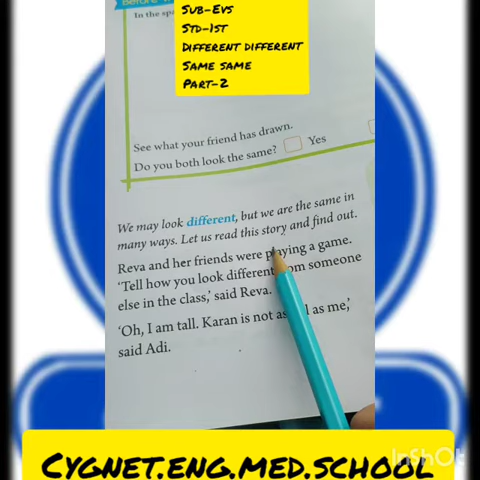 Before
In the
Sub-Evs
Std-1st
Different different
Same same
Part-2
See what your friend has drawn.
Do you both look the same? Yes
We may look different, but we are the same in
many ways. Let us read this story and find out.
Reva and her friends were playing a game.
'Tell how you look different from someone
else in the class,' said Reva.
'Oh, I am tall. Karan is not as tall as me,'
said Adi.
Cygnet.eng.med.school
InShOt